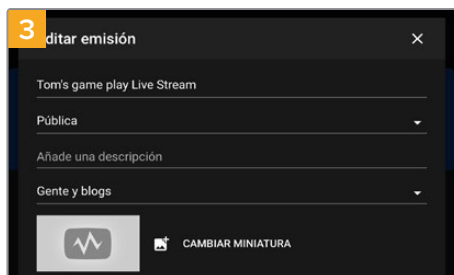 3
ditar emisión
Tom's game play Live Stream
Pública
Añade una descripción
Gente y blogs
CAMBIAR MINIATURA